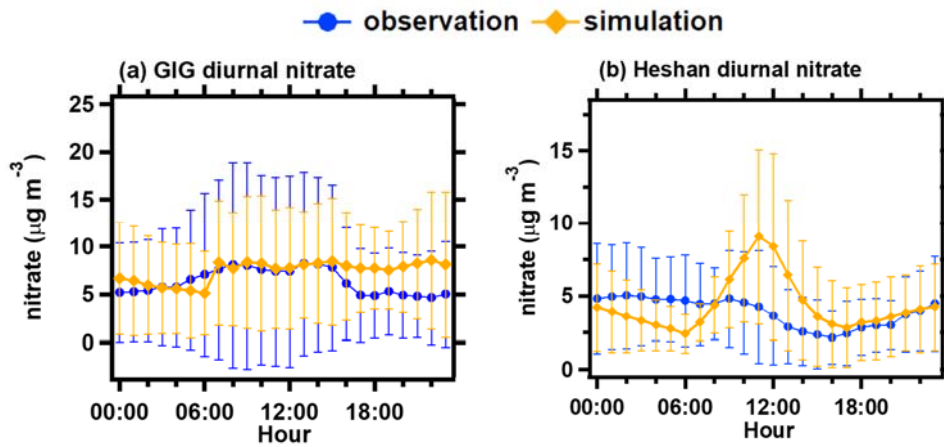 observation simulation
(a) GIG diurnal nitrate
(b) Heshan diurnal nitrate
25
20
15
10
5
0
nitrate (μg m⁻³)
00:00 06:00 12:00 18:00
Hour
15
10
5
0
nitrate (μg m⁻³)
00:00 06:00 12:00 18:00
Hour